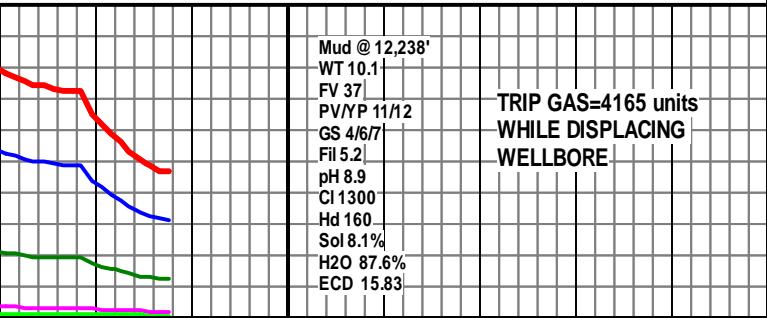 Mud @ 12,238'
WT 10.1
FV 37
PV/YP 11/12
GS 4/6/7
Fil 5.2
pH 8.9
Cl 1300
Hd 160
Sol 8.1%
H2O 87.6%
ECD 15.83
TRIP GAS=4165 units
WHILE DISPLACING
WELLBORE